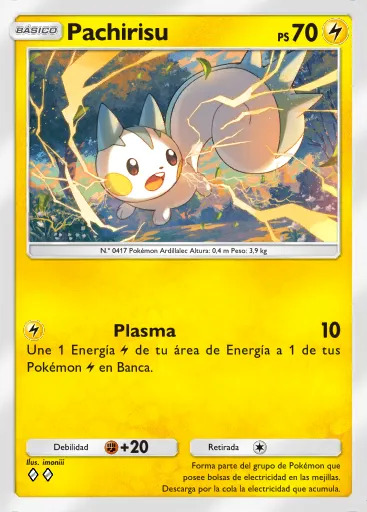 BÁSICO Pachirisu PS 70
N.º 0417 Pokémon Ardillalec Altura: 0,4 m Peso: 3,9 kg
Plasma 10
Une 1 Energía de tu área de Energía a 1 de tus
Pokémon en Banca.
Debilidad +20 Retirada
Ilus. imoniii
Forma parte del grupo de Pokémon que
posee bolsas de electricidad en las mejillas.
Descarga por la cola la electricidad que acumula.